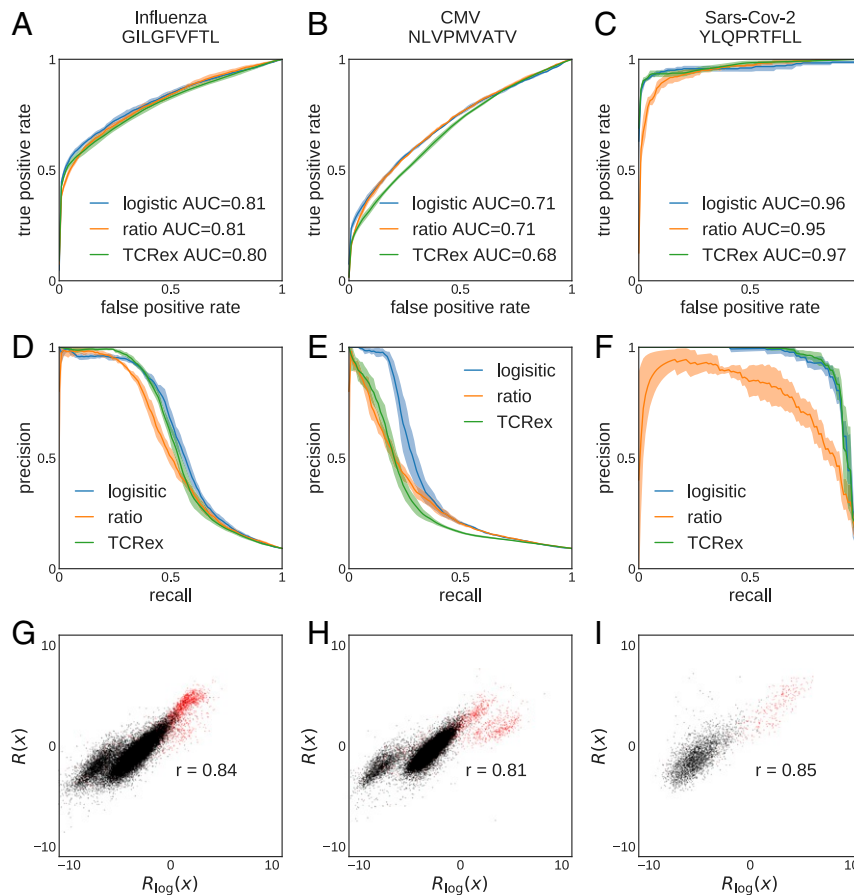 A
Influenza
GILGFVFTL
true positive rate
1
0.5
0
logistic AUC=0.81
ratio AUC=0.81
TCRex AUC=0.80
0 0.5 1
false positive rate
B
CMV
NLVPMVATV
true positive rate
1
0.5
0
logistic AUC=0.71
ratio AUC=0.71
TCRex AUC=0.68
0 0.5 1
false positive rate
C
Sars-Cov-2
YLQPRTFLL
true positive rate
1
0.5
0
logistic AUC=0.96
ratio AUC=0.95
TCRex AUC=0.97
0 0.5 1
false positive rate
D
precision
1
0.5
0
logisitic
ratio
TCRex
0 0.5 1
recall
E
precision
1
0.5
0
logisitic
ratio
TCRex
0 0.5 1
recall
F
precision
1
0.5
0
logisitic
ratio
TCRex
0 0.5
recall
G
R(x)
10
0
−10
r = 0.84
−10 0 10
R_log(x)
H
R(x)
10
0
−10
r = 0.81
−10 0 10
R_log(x)
I
R(x)
10
0
−10
r = 0.85
−10 0 10
R_log(x)